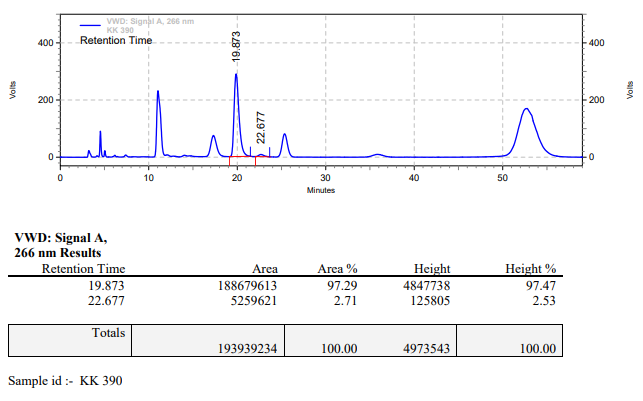 VWD: Signal A, 266 nm
KK 390
Retention Time
19.873
22.677
400
200
0
Volts
400
200
0
Volts
0 10 20 30 40 50
Minutes
VWD: Signal A,
266 nm Results
Retention Time Area Area % Height Height %
19.873 188679613 97.29 4847738 97.47
22.677 5259621 2.71 125805 2.53
Totals
193939234 100.00 4973543 100.00
Sample id :- KK 390